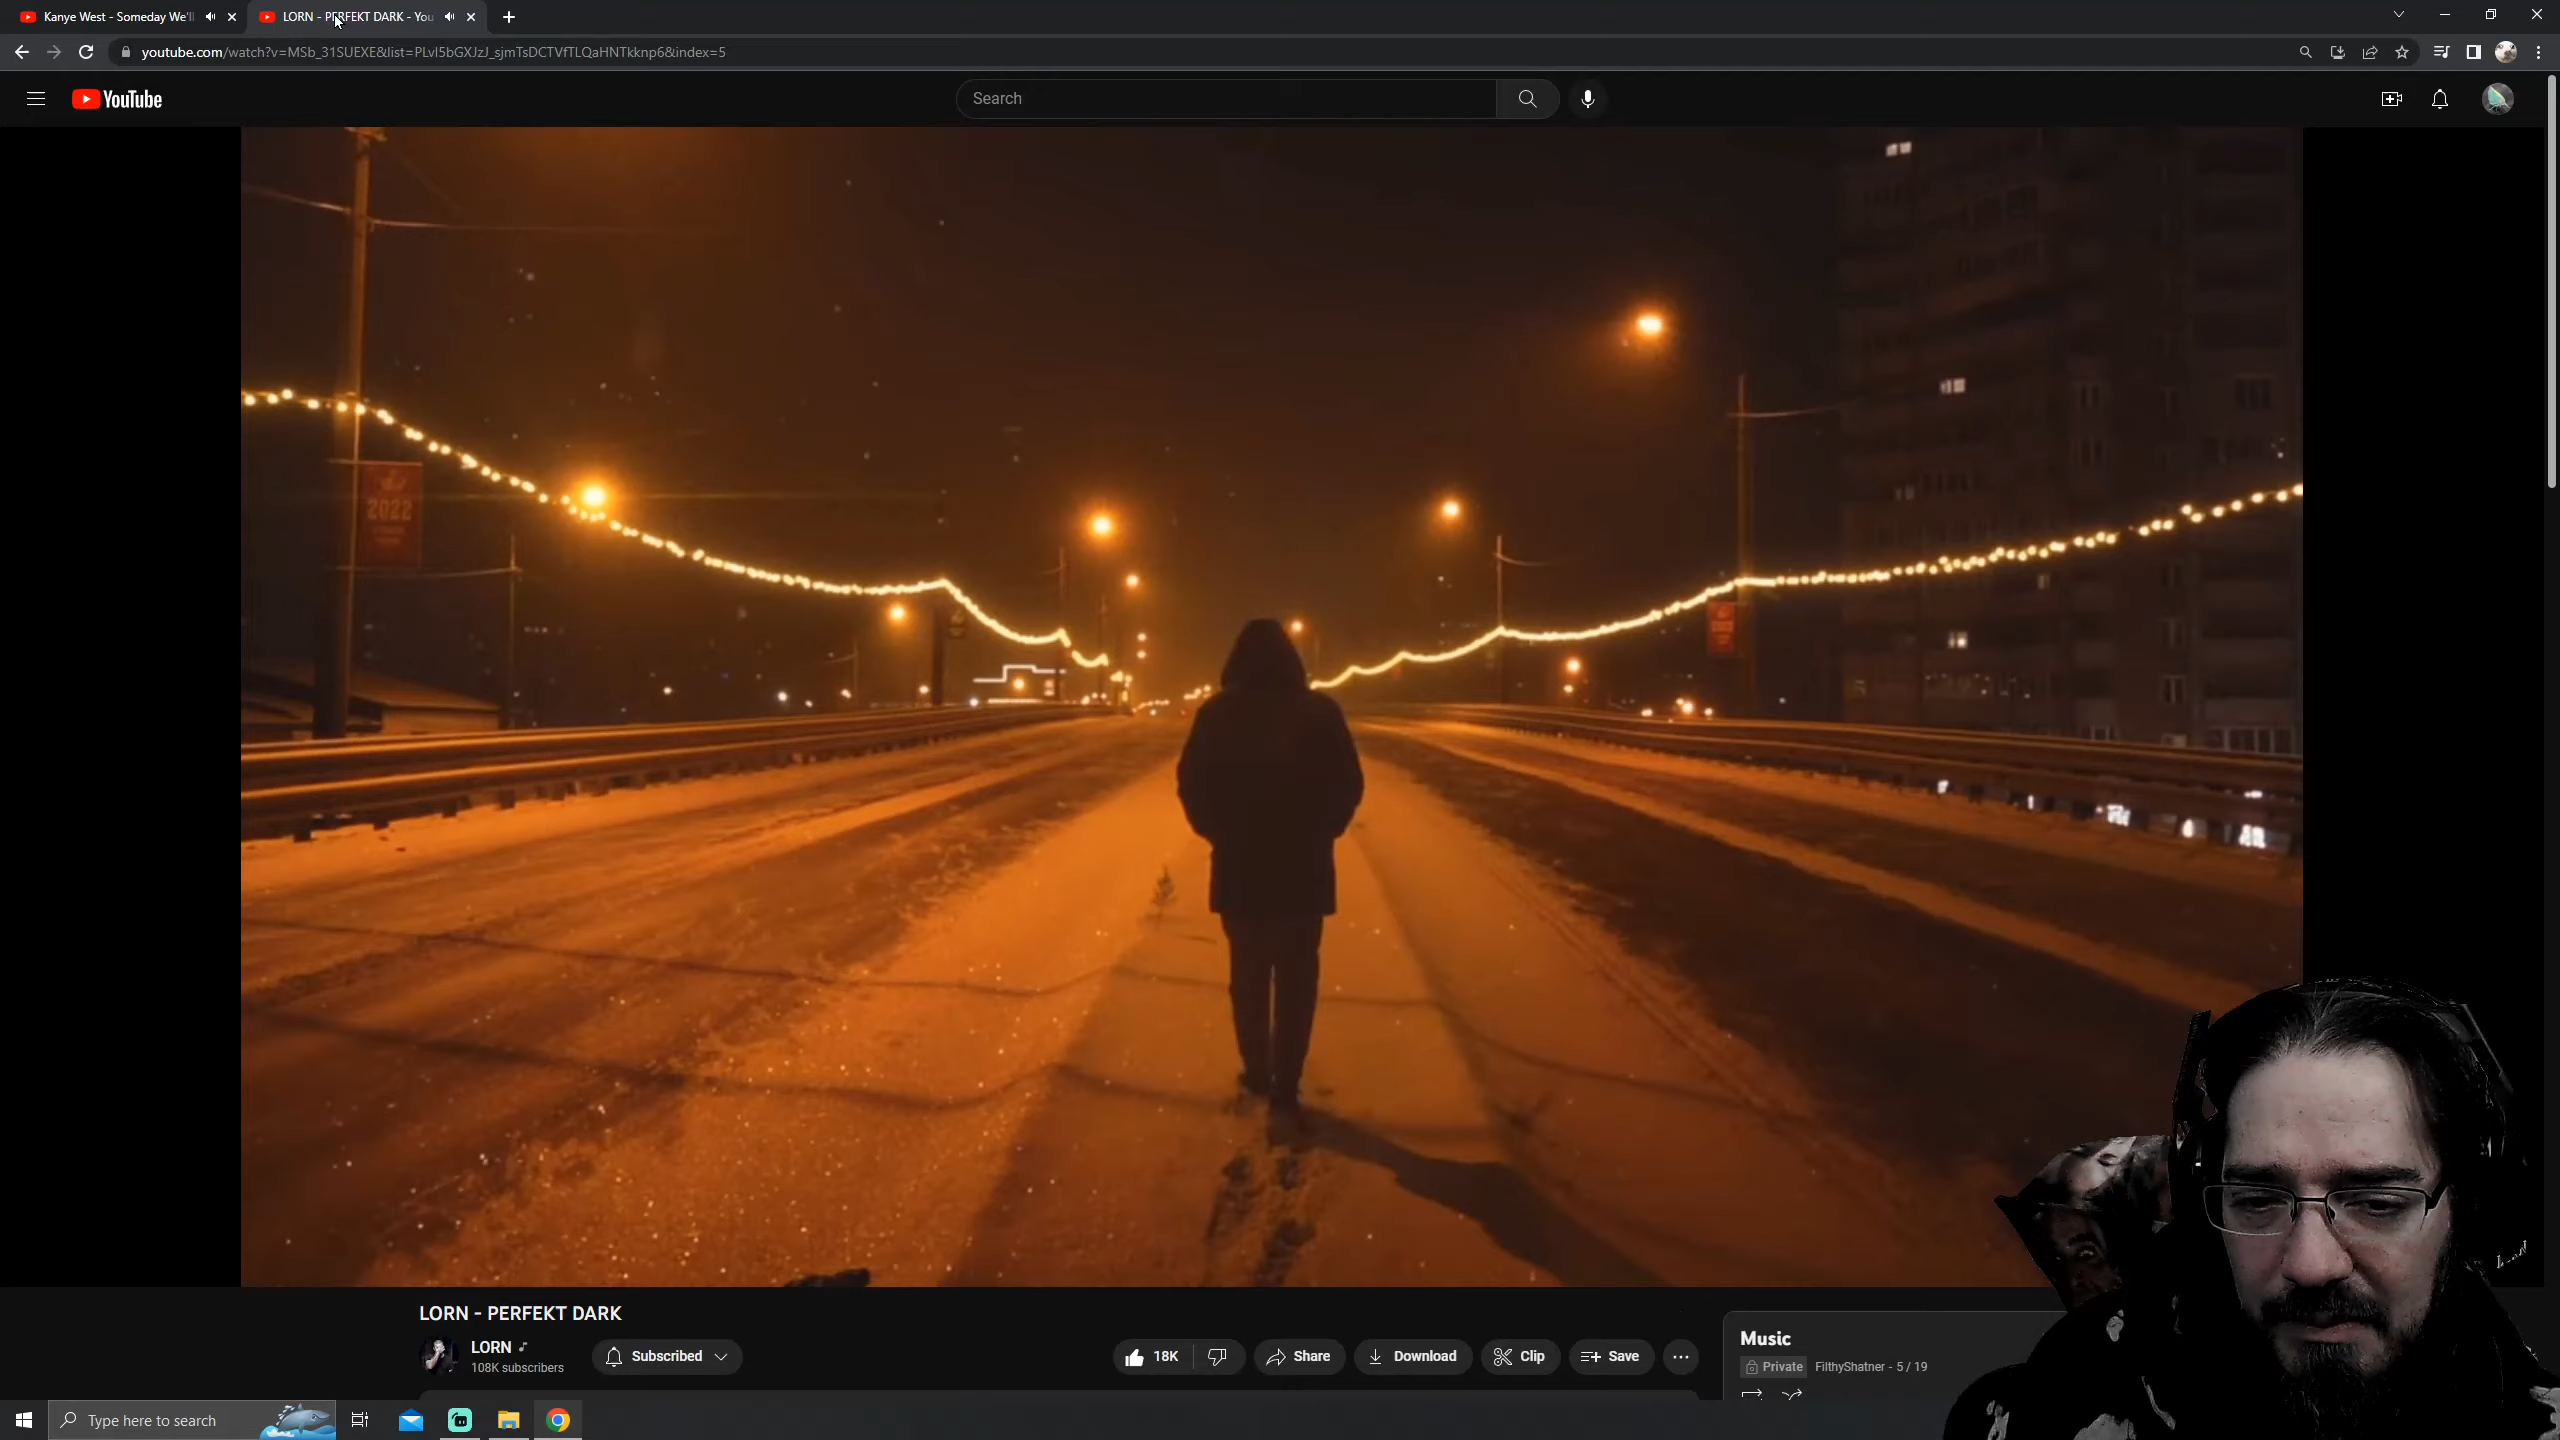 Kanye West - Someday We'll
LORN - PERFEKT DARK - You
youtube.com/watch?v=MSb_31SUEXE&list=PLvI5bGXJzJ_sjmTsDCTVfTLQaHNTkknp6&index=5
YouTube
Search
2022
LORN - PERFEKT DARK
LORN
108K subscribers
Subscribed
18K
Share
Download
Clip
Save
Music
Private FilthyShatner - 5 / 19
Type here to search